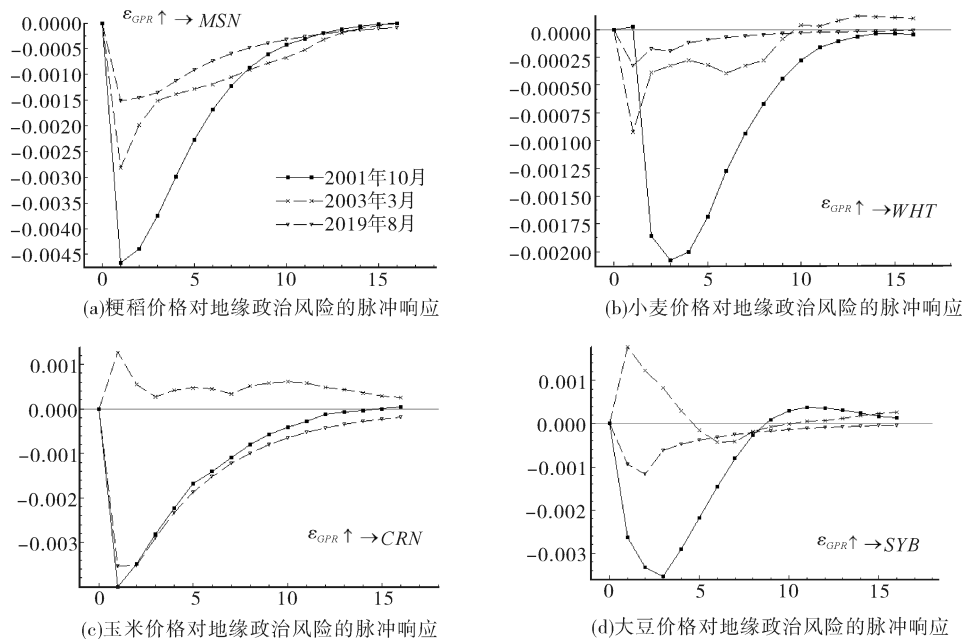 ε_GPR↑→MSN
0.0000
-0.0005
-0.0010
-0.0015
-0.0020
-0.0025
-0.0030
-0.0035
-0.0040
-0.0045
2001年10月
2003年3月
2019年8月
0 5 10 15
(a)粳稻价格对地缘政治风险的脉冲响应
0.0000
-0.00025
-0.00050
-0.00075
-0.00100
-0.00125
-0.00150
-0.00175
-0.00200
ε_GPR↑→WHT
0 5 10 15
(b)小麦价格对地缘政治风险的脉冲响应
0.001
0.000
-0.001
-0.002
-0.003
ε_GPR↑→CRN
0 5 10 15
(c)玉米价格对地缘政治风险的脉冲响应
0.001
0.000
-0.001
-0.002
-0.003
ε_GPR↑→SYB
0 5 10 15
(d)大豆价格对地缘政治风险的脉冲响应